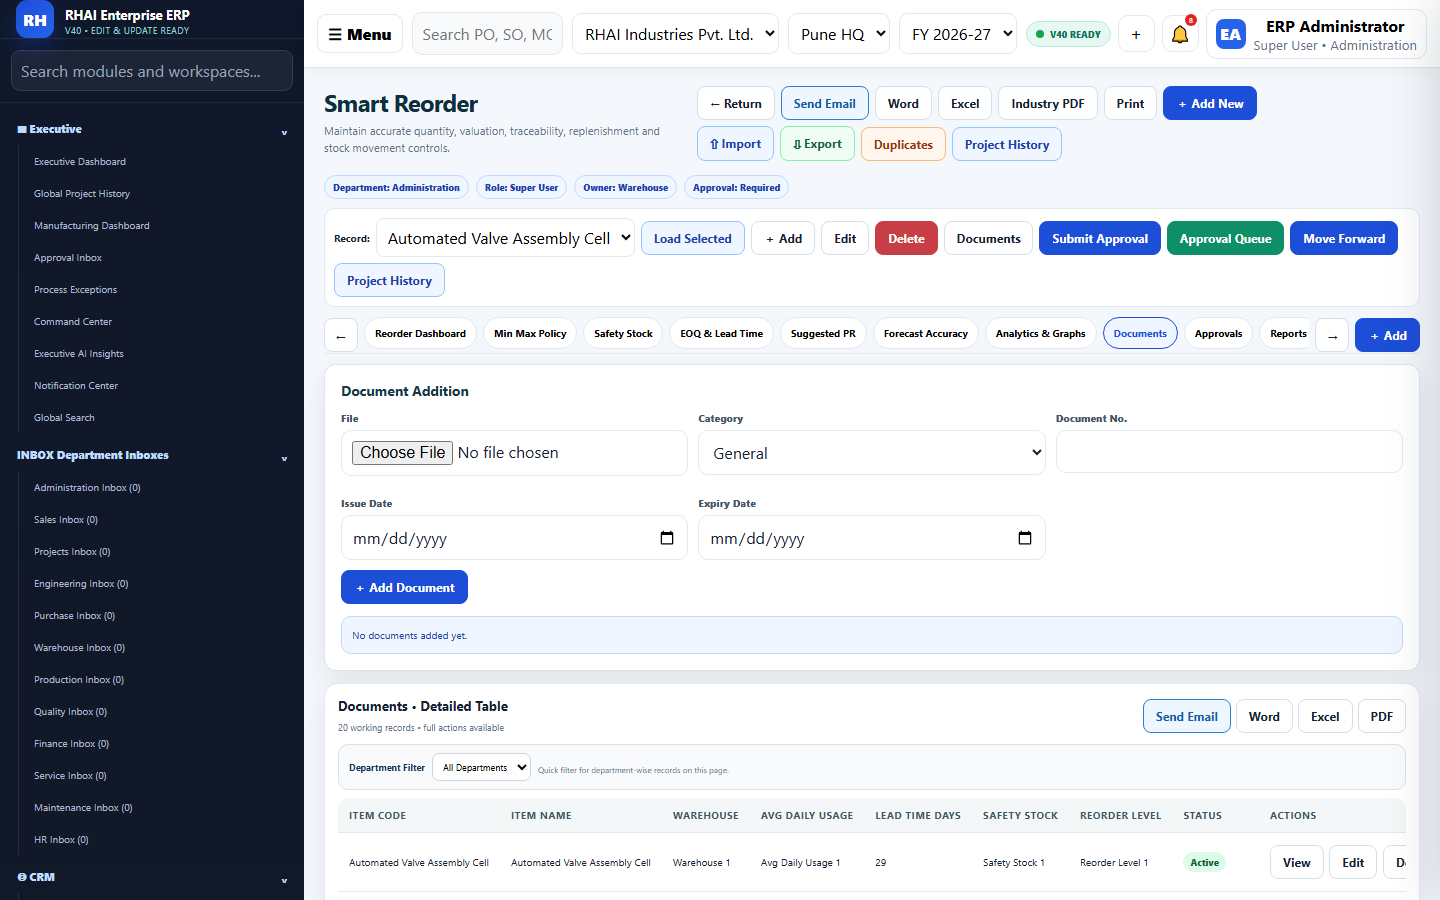 RH
RHAI Enterprise ERP
V40 • EDIT & UPDATE READY
Search modules and workspaces...
Executive
Executive Dashboard
Global Project History
Manufacturing Dashboard
Approval Inbox
Process Exceptions
Command Center
Executive AI Insights
Notification Center
Global Search
INBOX Department Inboxes
Administration Inbox (0)
Sales Inbox (0)
Projects Inbox (0)
Engineering Inbox (0)
Purchase Inbox (0)
Warehouse Inbox (0)
Production Inbox (0)
Quality Inbox (0)
Finance Inbox (0)
Service Inbox (0)
Maintenance Inbox (0)
HR Inbox (0)
CRM
☰ Menu
Search PO, SO, MO
RHAI Industries Pvt. Ltd.
Pune HQ
FY 2026-27
V40 READY
+
8
EA
ERP Administrator
Super User • Administration
Smart Reorder
Maintain accurate quantity, valuation, traceability, replenishment and
stock movement controls.
← Return
Send Email
Word
Excel
Industry PDF
Print
+ Add New
⇧ Import
⇩ Export
Duplicates
Project History
Department: Administration
Role: Super User
Owner: Warehouse
Approval: Required
Record:
Automated Valve Assembly Cell
Load Selected
+ Add
Edit
Delete
Documents
Submit Approval
Approval Queue
Move Forward
Project History
←
Reorder Dashboard
Min Max Policy
Safety Stock
EOQ & Lead Time
Suggested PR
Forecast Accuracy
Analytics & Graphs
Documents
Approvals
Reports
→
+ Add
Document Addition
File
Category
Document No.
Choose File No file chosen
General
Issue Date
Expiry Date
mm/dd/yyyy
mm/dd/yyyy
+ Add Document
No documents added yet.
Documents • Detailed Table
20 working records • full actions available
Send Email
Word
Excel
PDF
Department Filter
All Departments
Quick filter for department-wise records on this page.
ITEM CODE
ITEM NAME
WAREHOUSE
AVG DAILY USAGE
LEAD TIME DAYS
SAFETY STOCK
REORDER LEVEL
STATUS
ACTIONS
Automated Valve Assembly Cell
Automated Valve Assembly Cell
Warehouse 1
Avg Daily Usage 1
29
Safety Stock 1
Reorder Level 1
Active
View
Edit